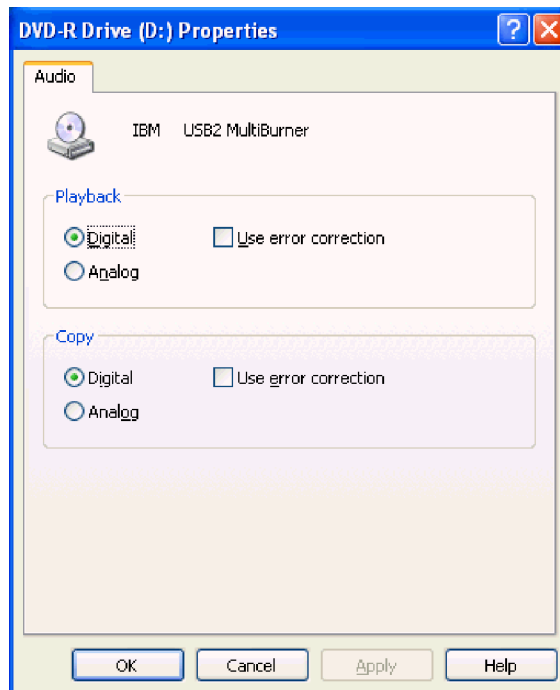 DVD-R Drive (D:) Properties
?
X
Audio
IBM USB2 MultiBurner
Playback
Digital
Use error correction
Analog
Copy
Digital
Use error correction
Analog
OK
Cancel
Apply
Help